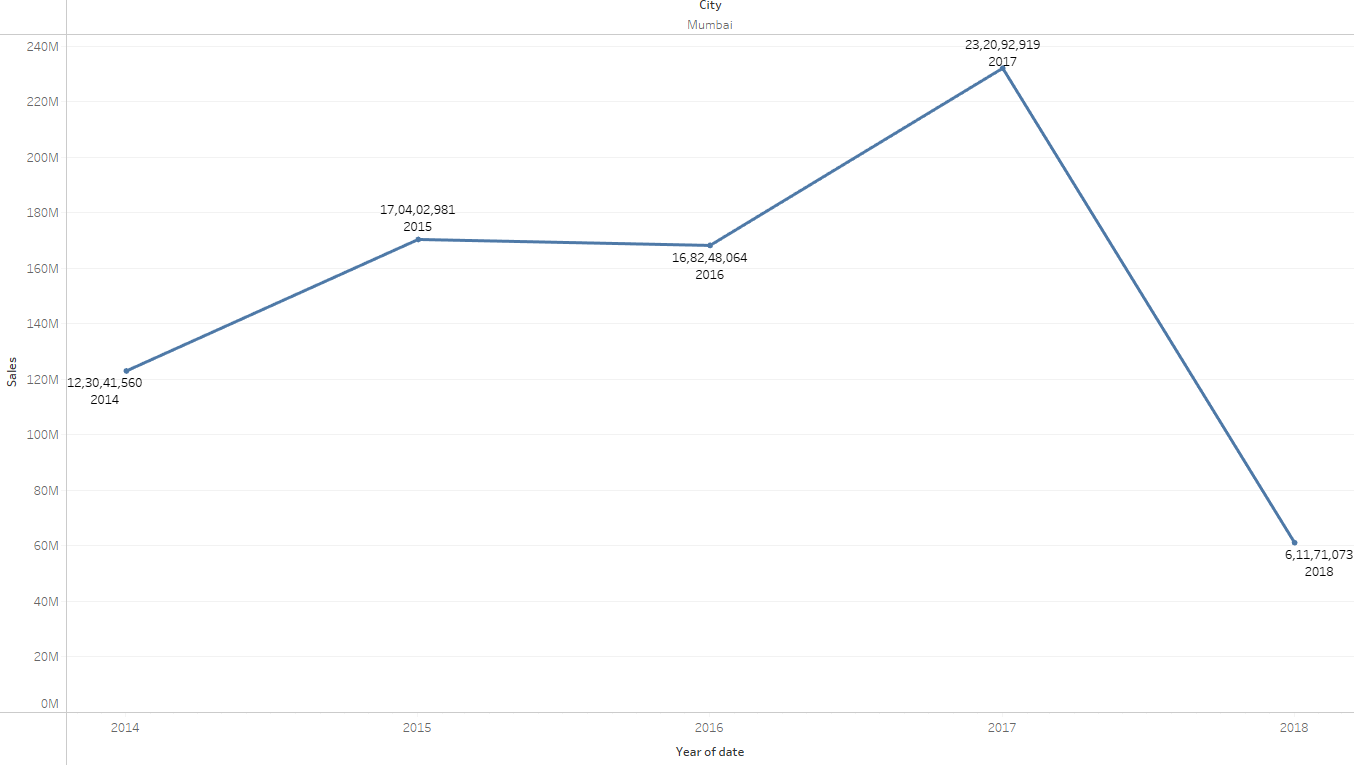 City
Mumbai
240M
220M
200M
180M
160M
140M
120M
100M
80M
60M
40M
20M
0M
Sales
23,20,92,919
2017
17,04,02,981
2015
16,82,48,064
2016
12,30,41,560
2014
6,11,71,073
2018
2014 2015 2016 2017 2018
Year of date